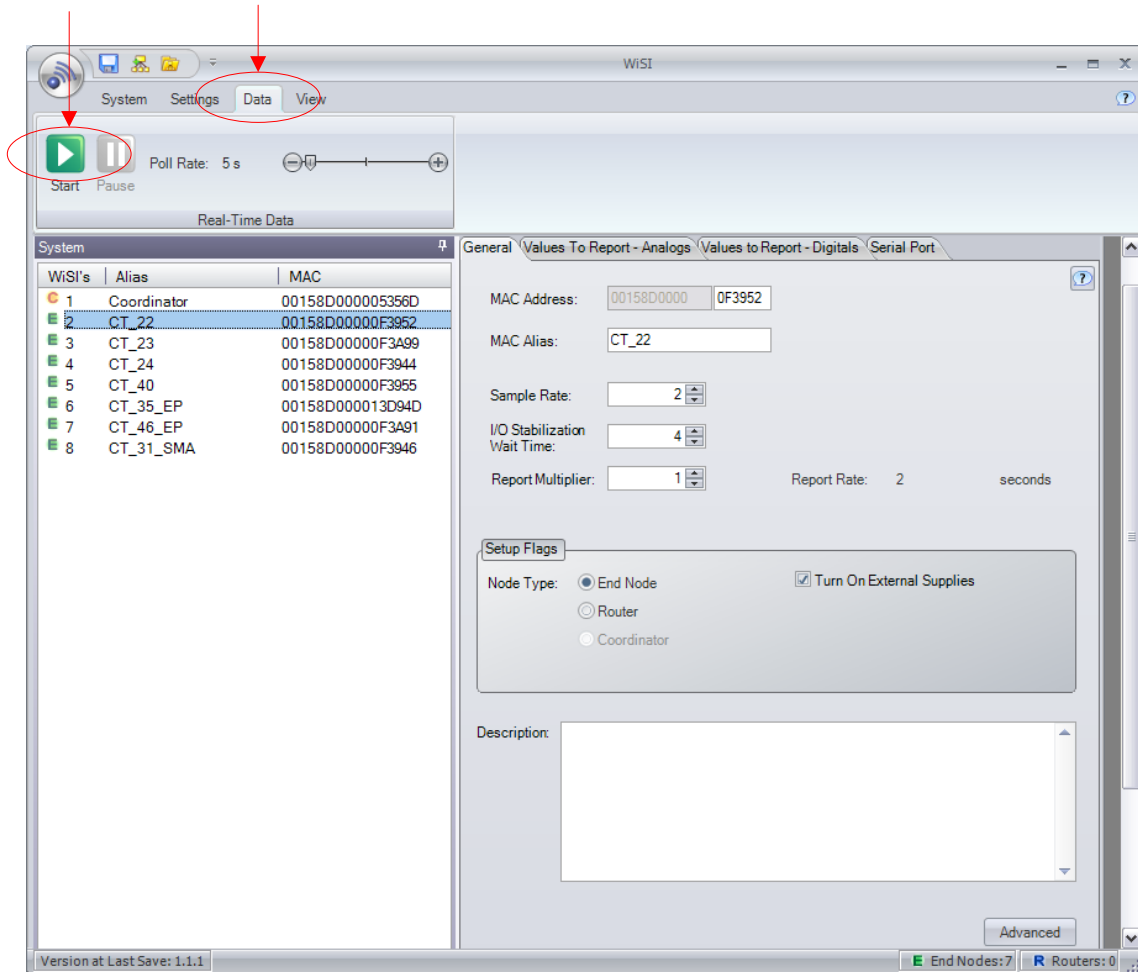 WiSI
System Settings Data View
Poll Rate: 5 s
Start Pause
Real-Time Data
System
WiSI's Alias MAC
C 1 Coordinator 00158D000005356D
E 2 CT_22 00158D00000F3952
E 3 CT_23 00158D00000F3A99
E 4 CT_24 00158D00000F3944
E 5 CT_40 00158D00000F3955
E 6 CT_35_EP 00158D000013D94D
E 7 CT_46_EP 00158D00000F3A91
E 8 CT_31_SMA 00158D00000F3946
General Values To Report - Analogs Values to Report - Digitals Serial Port
MAC Address: 00158D0000 0F3952
MAC Alias: CT_22
Sample Rate: 2
I/O Stabilization
Wait Time: 4
Report Multiplier: 1 Report Rate: 2 seconds
Setup Flags
Node Type: End Node Turn On External Supplies
Router
Coordinator
Description:
Advanced
Version at Last Save: 1.1.1 E End Nodes:7 R Routers:0